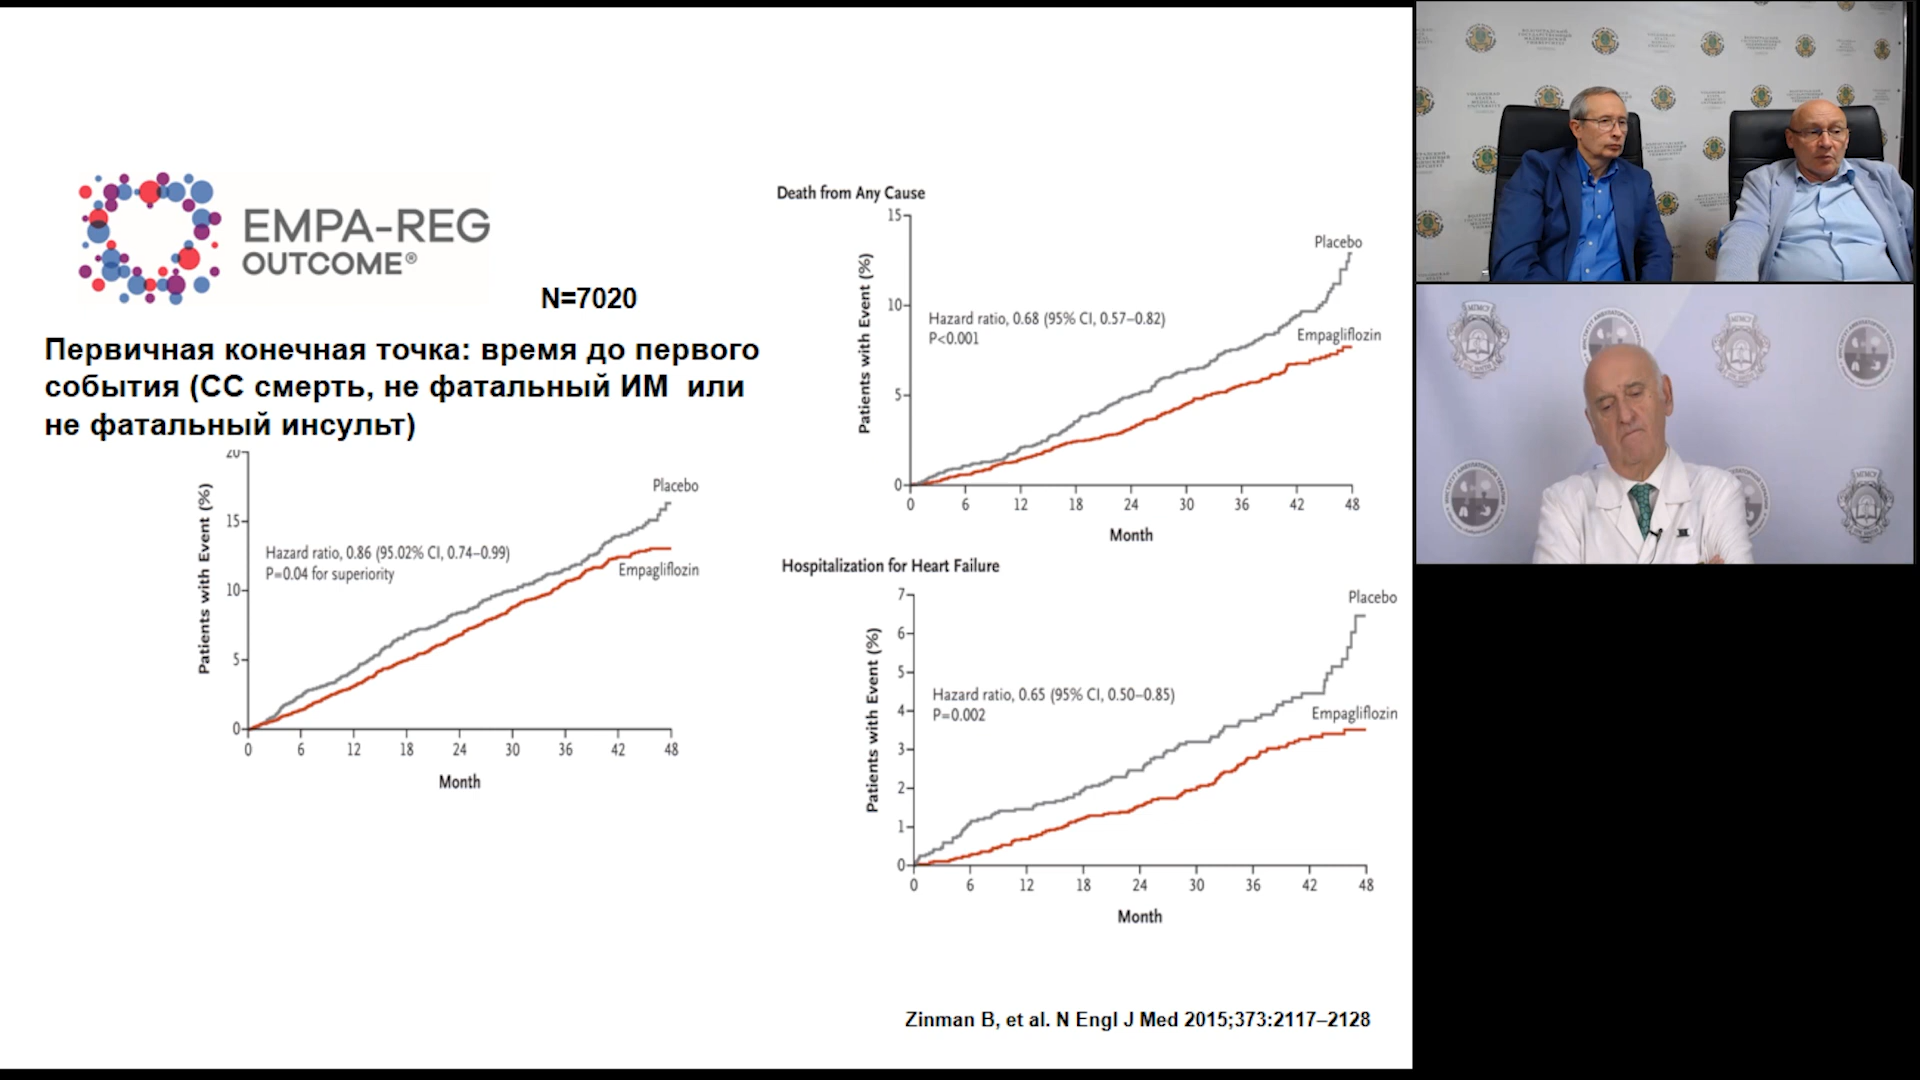 EMPA-REG
OUTCOME®
N=7020
Первичная конечная точка: время до первого
события (СС смерть, не фатальный ИМ или
не фатальный инсульт)
20
15
10
5
0
Patients with Event (%)
Placebo
Hazard ratio, 0.86 (95.02% CI, 0.74–0.99)
P=0.04 for superiority
Empagliflozin
0 6 12 18 24 30 36 42 48
Month
Death from Any Cause
15
10
5
0
Patients with Event (%)
Placebo
Hazard ratio, 0.68 (95% CI, 0.57–0.82)
P<0.001
Empagliflozin
0 6 12 18 24 30 36 42 48
Month
Hospitalization for Heart Failure
7
6
5
4
3
2
1
0
Patients with Event (%)
Placebo
Hazard ratio, 0.65 (95% CI, 0.50–0.85)
P=0.002
Empagliflozin
0 6 12 18 24 30 36 42 48
Month
Zinman B, et al. N Engl J Med 2015;373:2117–2128
МГМСУ
МГМСУ